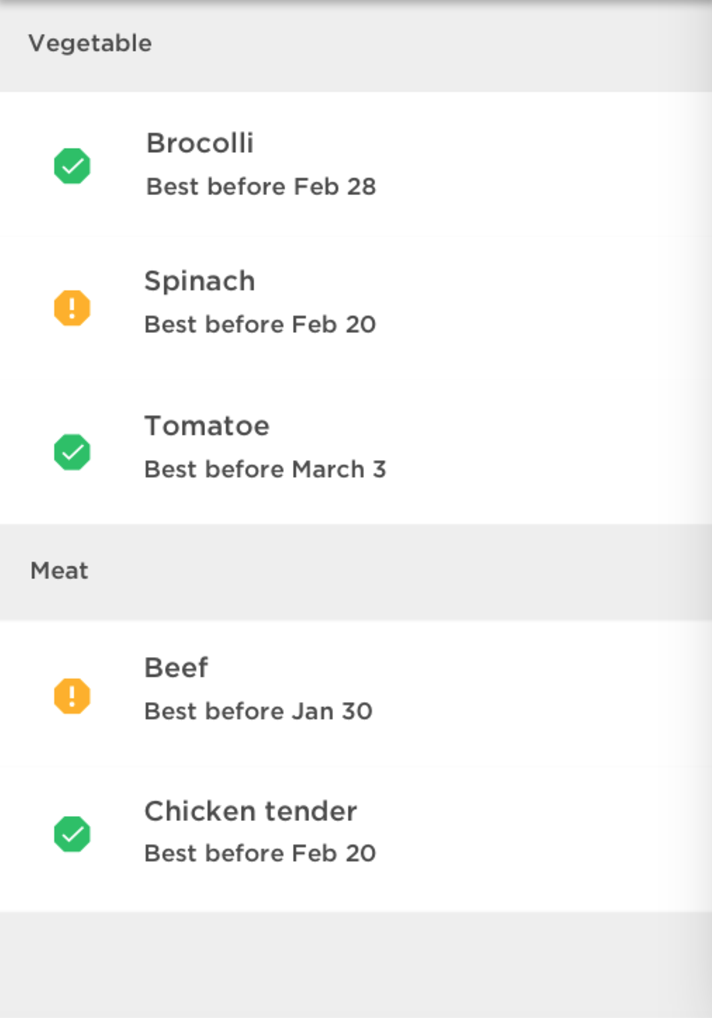 Vegetable
Brocolli
Best before Feb 28
Spinach
Best before Feb 20
Tomatoe
Best before March 3
Meat
Beef
Best before Jan 30
Chicken tender
Best before Feb 20